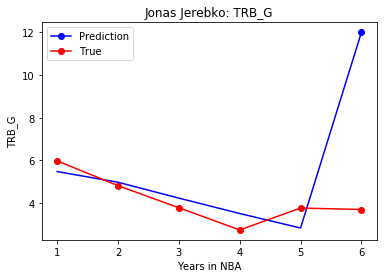 Jonas Jerebko: TRB_G
Prediction
True
12
10
8
6
4
TRB_G
1 2 3 4 5 6
Years in NBA